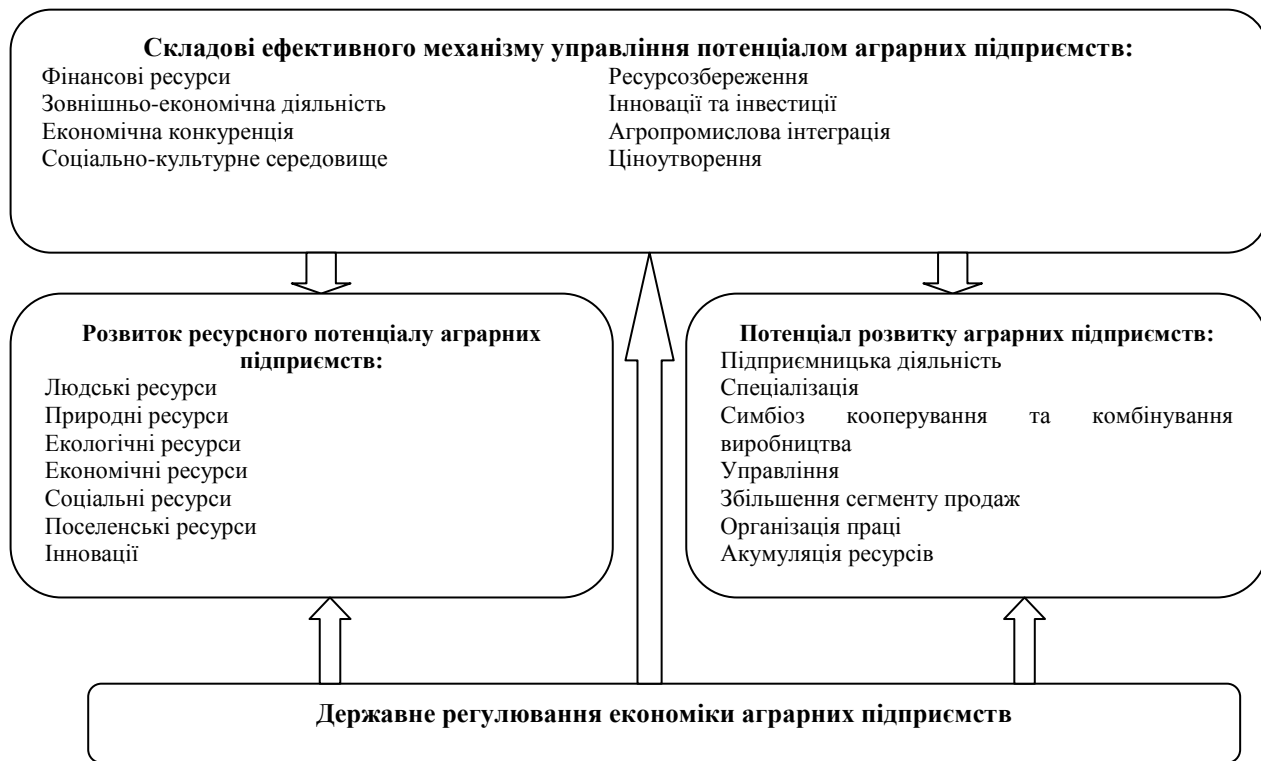 Складові ефективного механізму управління потенціалом аграрних підприємств:
Фінансові ресурси
Зовнішньо-економічна діяльність
Економічна конкуренція
Соціально-культурне середовище
Ресурсозбереження
Інновації та інвестиції
Агропромислова інтеграція
Ціноутворення
Розвиток ресурсного потенціалу аграрних
підприємств:
Людські ресурси
Природні ресурси
Екологічні ресурси
Економічні ресурси
Соціальні ресурси
Поселенські ресурси
Інновації
Потенціал розвитку аграрних підприємств:
Підприємницька діяльність
Спеціалізація
Симбіоз кооперування та комбінування
виробництва
Управління
Збільшення сегменту продаж
Організація праці
Акумуляція ресурсів
Державне регулювання економіки аграрних підприємств